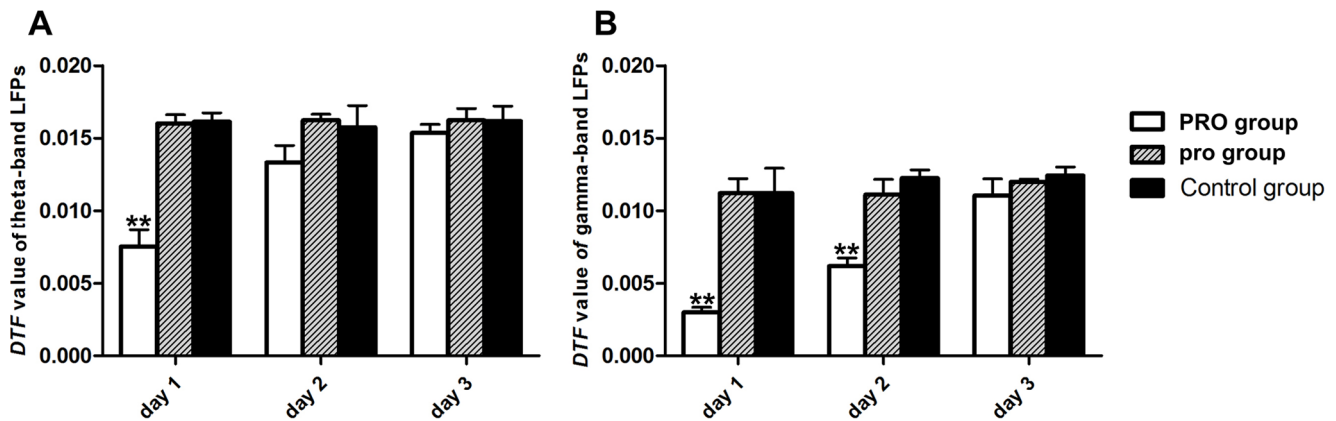 A
DTF value of theta-band LFPs
0.020
0.015
0.010
0.005
0.000
**
day 1
day 2
day 3
B
DTF value of gamma-band LFPs
0.020
0.015
0.010
0.005
0.000
**
**
day 1
day 2
day 3
PRO group
pro group
Control group